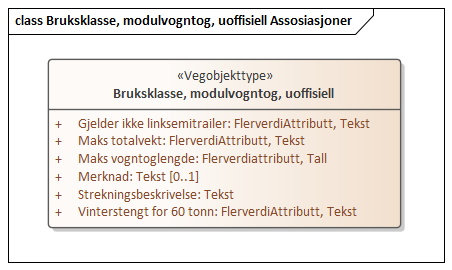 class Bruksklasse, modulvogntog, uoffisiell Assosiasjoner
«Vegobjekttype»
Bruksklasse, modulvogntog, uoffisiell
+ Gjelder ikke linksemitrailer: FlerverdiAttributt, Tekst
+ Maks totalvekt: FlerverdiAttributt, Tekst
+ Maks vogntoglengde: Flerverdiattributt, Tall
+ Merknad: Tekst [0..1]
+ Strekningsbeskrivelse: Tekst
+ Vinterstengt for 60 tonn: FlerverdiAttributt, Tekst